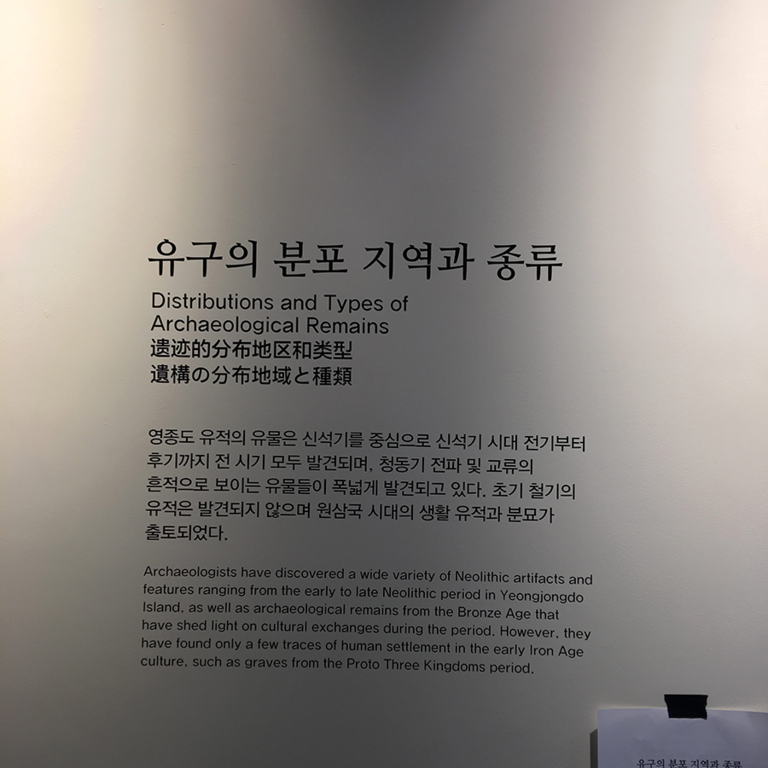 유구의 분포 지역과 종류
Distributions and Types of
Archaeological Remains
遗迹的分布地区和类型
遺構の分布地域と種類
영종도 유적의 유물은 신석기를 중심으로 신석기 시대 전기부터
후기까지 전 시기 모두 발견되며, 청동기 전파 및 교류의
흔적으로 보이는 유물들이 폭넓게 발견되고 있다. 초기 철기의
유적은 발견되지 않으며 원삼국 시대의 생활 유적과 분묘가
출토되었다.
Archaeologists have discovered a wide variety of Neolithic artifacts and
features ranging from the early to late Neolithic period in Yeongjongdo
Island, as well as archaeological remains from the Bronze Age that
have shed light on cultural exchanges during the period. However, they
have found only a few traces of human settlement in the early Iron Age
culture, such as graves from the Proto Three Kingdoms period.
유구의 분포 지역과 종류